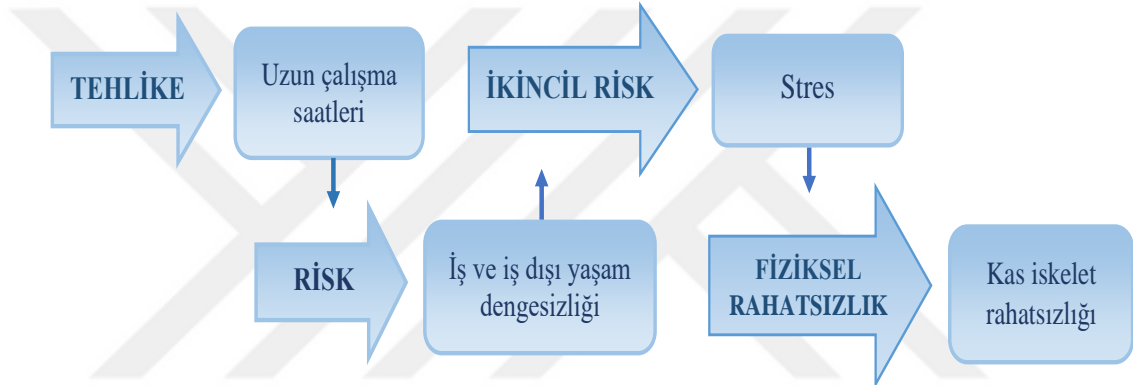 TEHLİKE
Uzun çalışma
saatleri
RİSK
İş ve iş dışı yaşam
dengesizliği
İKİNCİL RİSK
Stres
FİZİKSEL
RAHATSIZLIK
Kas iskelet
rahatsızlığı